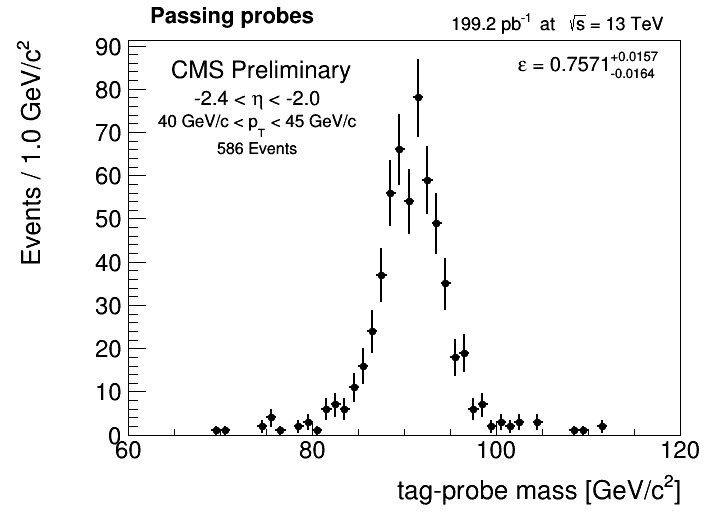 Passing probes
199.2 pb⁻¹ at √s = 13 TeV
CMS Preliminary
-2.4 < η < -2.0
40 GeV/c < p_T < 45 GeV/c
586 Events
ε = 0.7571 +0.0157 -0.0164
Events / 1.0 GeV/c²
90
80
70
60
50
40
30
20
10
0
60 80 100 120
tag-probe mass [GeV/c²]